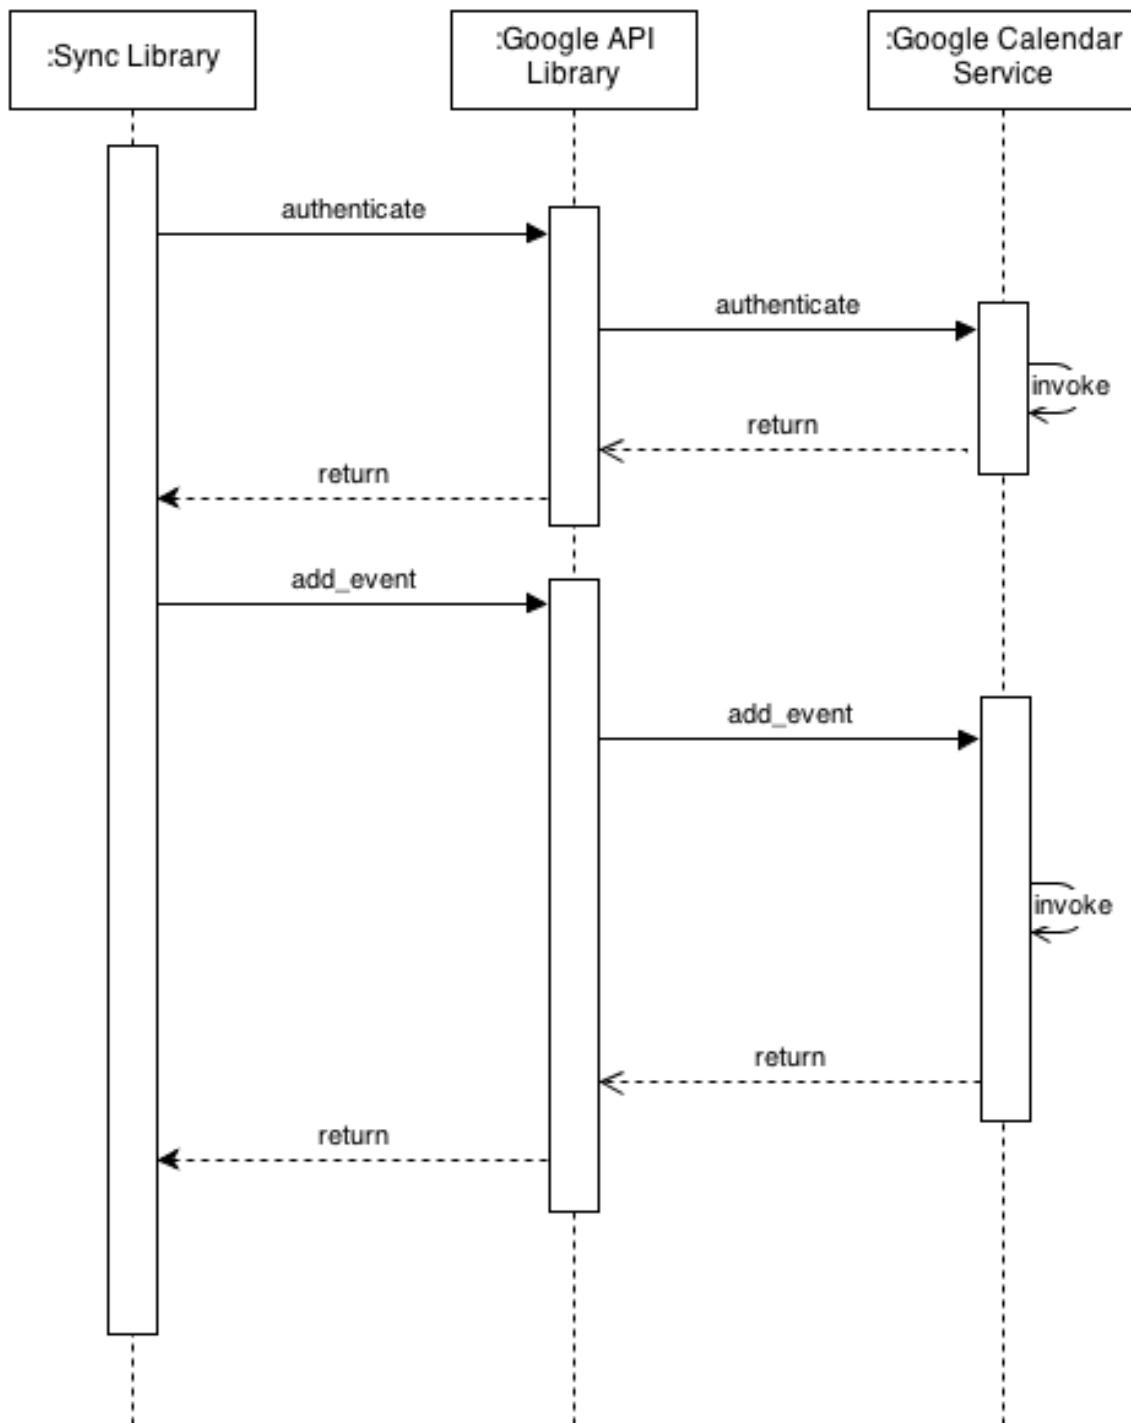 :Sync Library
:Google API
Library
:Google Calendar
Service
authenticate
authenticate
invoke
return
return
add_event
add_event
invoke
return
return